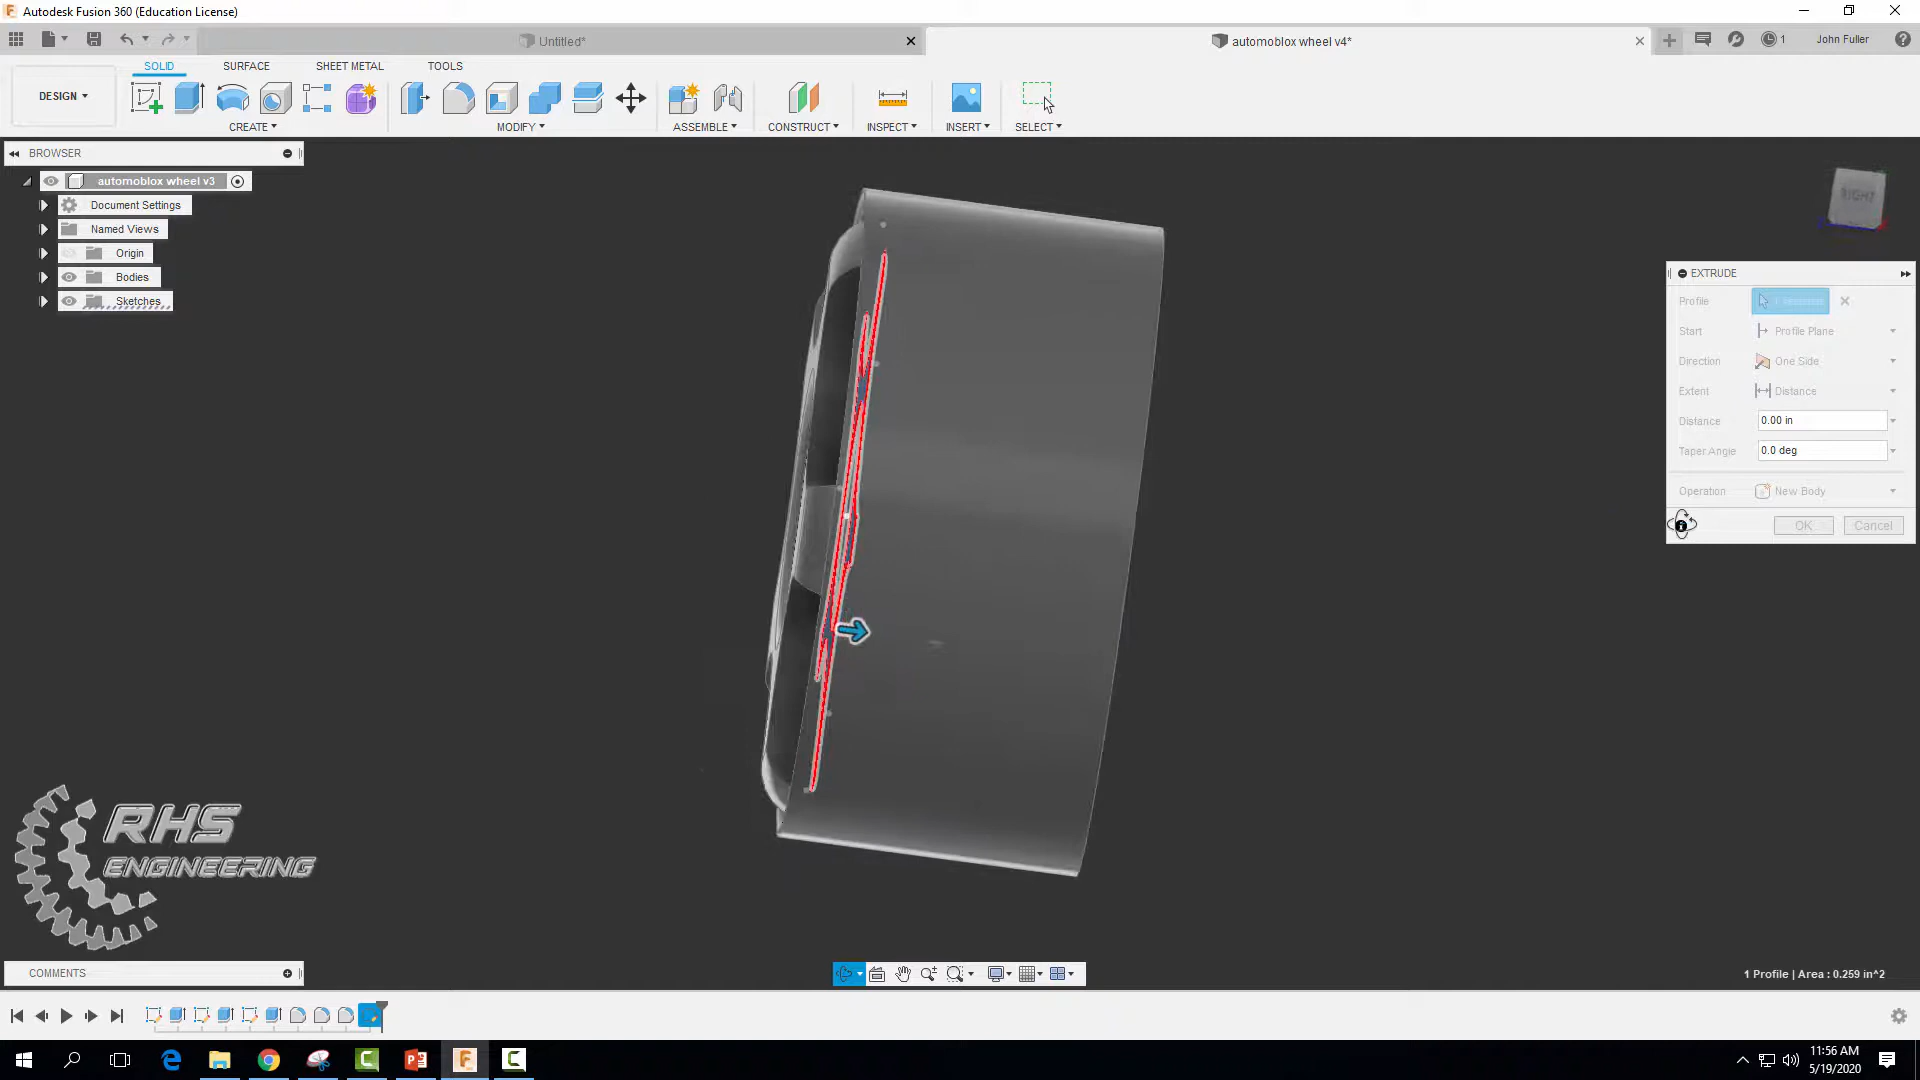 Autodesk Fusion 360 (Education License)
Untitled*
automoblox wheel v4*
1
John Fuller
DESIGN
SOLID
SURFACE
SHEET METAL
TOOLS
CREATE
MODIFY
ASSEMBLE
CONSTRUCT
INSPECT
INSERT
SELECT
BROWSER
automoblox wheel v3
Document Settings
Named Views
Origin
Bodies
Sketches
RIGHT
EXTRUDE
Profile
Start
Profile Plane
Direction
One Side
Extent
Distance
Distance
0.00 in
Taper Angle
0.0 deg
Operation
New Body
OK
Cancel
RHS
ENGINEERING
COMMENTS
1 Profile | Area : 0.259 in^2
11:56 AM
5/19/2020